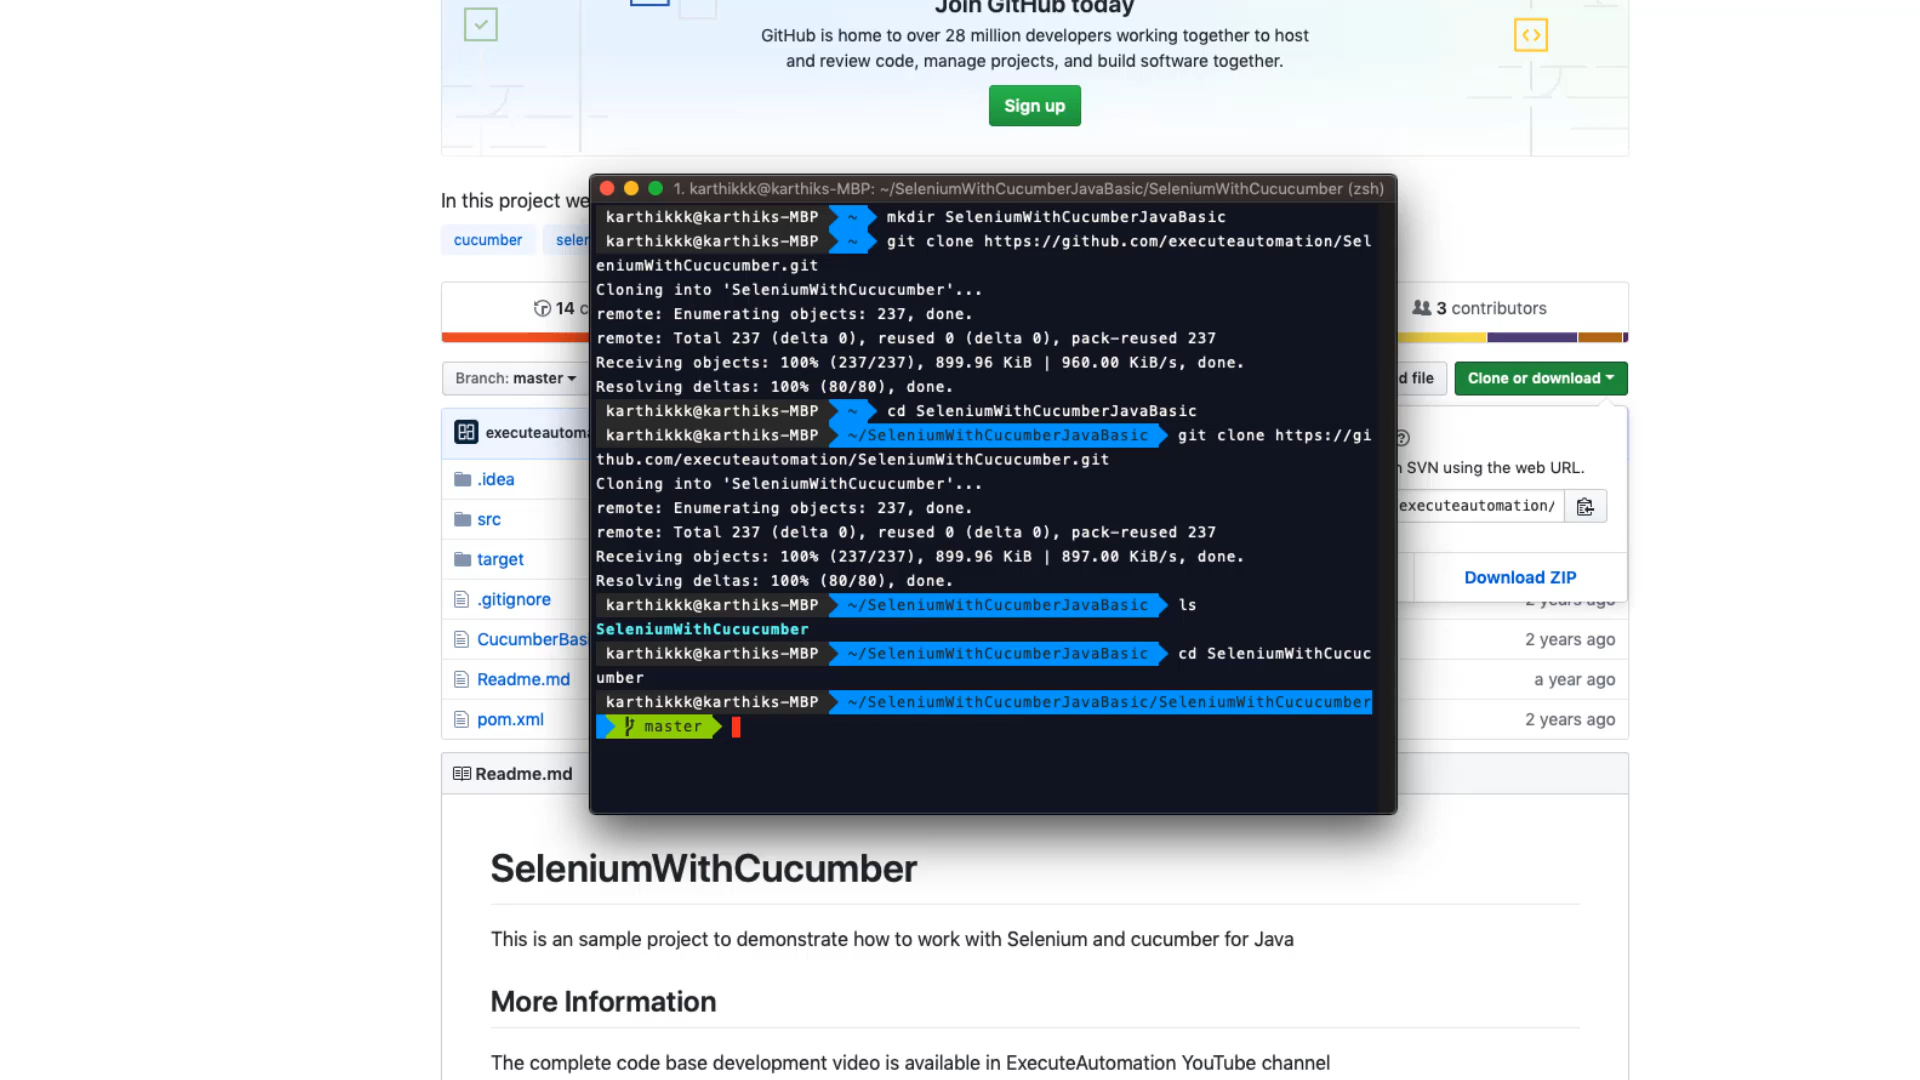 Join GitHub today
GitHub is home to over 28 million developers working together to host
and review code, manage projects, and build software together.
Sign up
In this project we
cucumber
14
3 contributors
Branch: master
file
Clone or download
SVN using the web URL.
executeautomation/
Download ZIP
.idea
src
target
.gitignore
2 years ago
CucumberBas
2 years ago
Readme.md
a year ago
pom.xml
2 years ago
1. karthikkk@karthiks-MBP: ~/SeleniumWithCucumberJavaBasic/SeleniumWithCucucumber (zsh)
karthikkk@karthiks-MBP ~ mkdir SeleniumWithCucumberJavaBasic
karthikkk@karthiks-MBP ~ git clone https://github.com/executeautomation/Sel
eniumWithCucucumber.git
Cloning into 'SeleniumWithCucucumber'...
remote: Enumerating objects: 237, done.
remote: Total 237 (delta 0), reused 0 (delta 0), pack-reused 237
Receiving objects: 100% (237/237), 899.96 KiB | 960.00 KiB/s, done.
Resolving deltas: 100% (80/80), done.
karthikkk@karthiks-MBP ~ cd SeleniumWithCucumberJavaBasic
karthikkk@karthiks-MBP ~/SeleniumWithCucumberJavaBasic git clone https://gi
thub.com/executeautomation/SeleniumWithCucucumber.git
Cloning into 'SeleniumWithCucucumber'...
remote: Enumerating objects: 237, done.
remote: Total 237 (delta 0), reused 0 (delta 0), pack-reused 237
Receiving objects: 100% (237/237), 899.96 KiB | 897.00 KiB/s, done.
Resolving deltas: 100% (80/80), done.
karthikkk@karthiks-MBP ~/SeleniumWithCucumberJavaBasic ls
SeleniumWithCucucumber
karthikkk@karthiks-MBP ~/SeleniumWithCucumberJavaBasic cd SeleniumWithCucuc
umber
karthikkk@karthiks-MBP ~/SeleniumWithCucumberJavaBasic/SeleniumWithCucucumber
master
Readme.md
SeleniumWithCucumber
This is an sample project to demonstrate how to work with Selenium and cucumber for Java
More Information
The complete code base development video is available in ExecuteAutomation YouTube channel